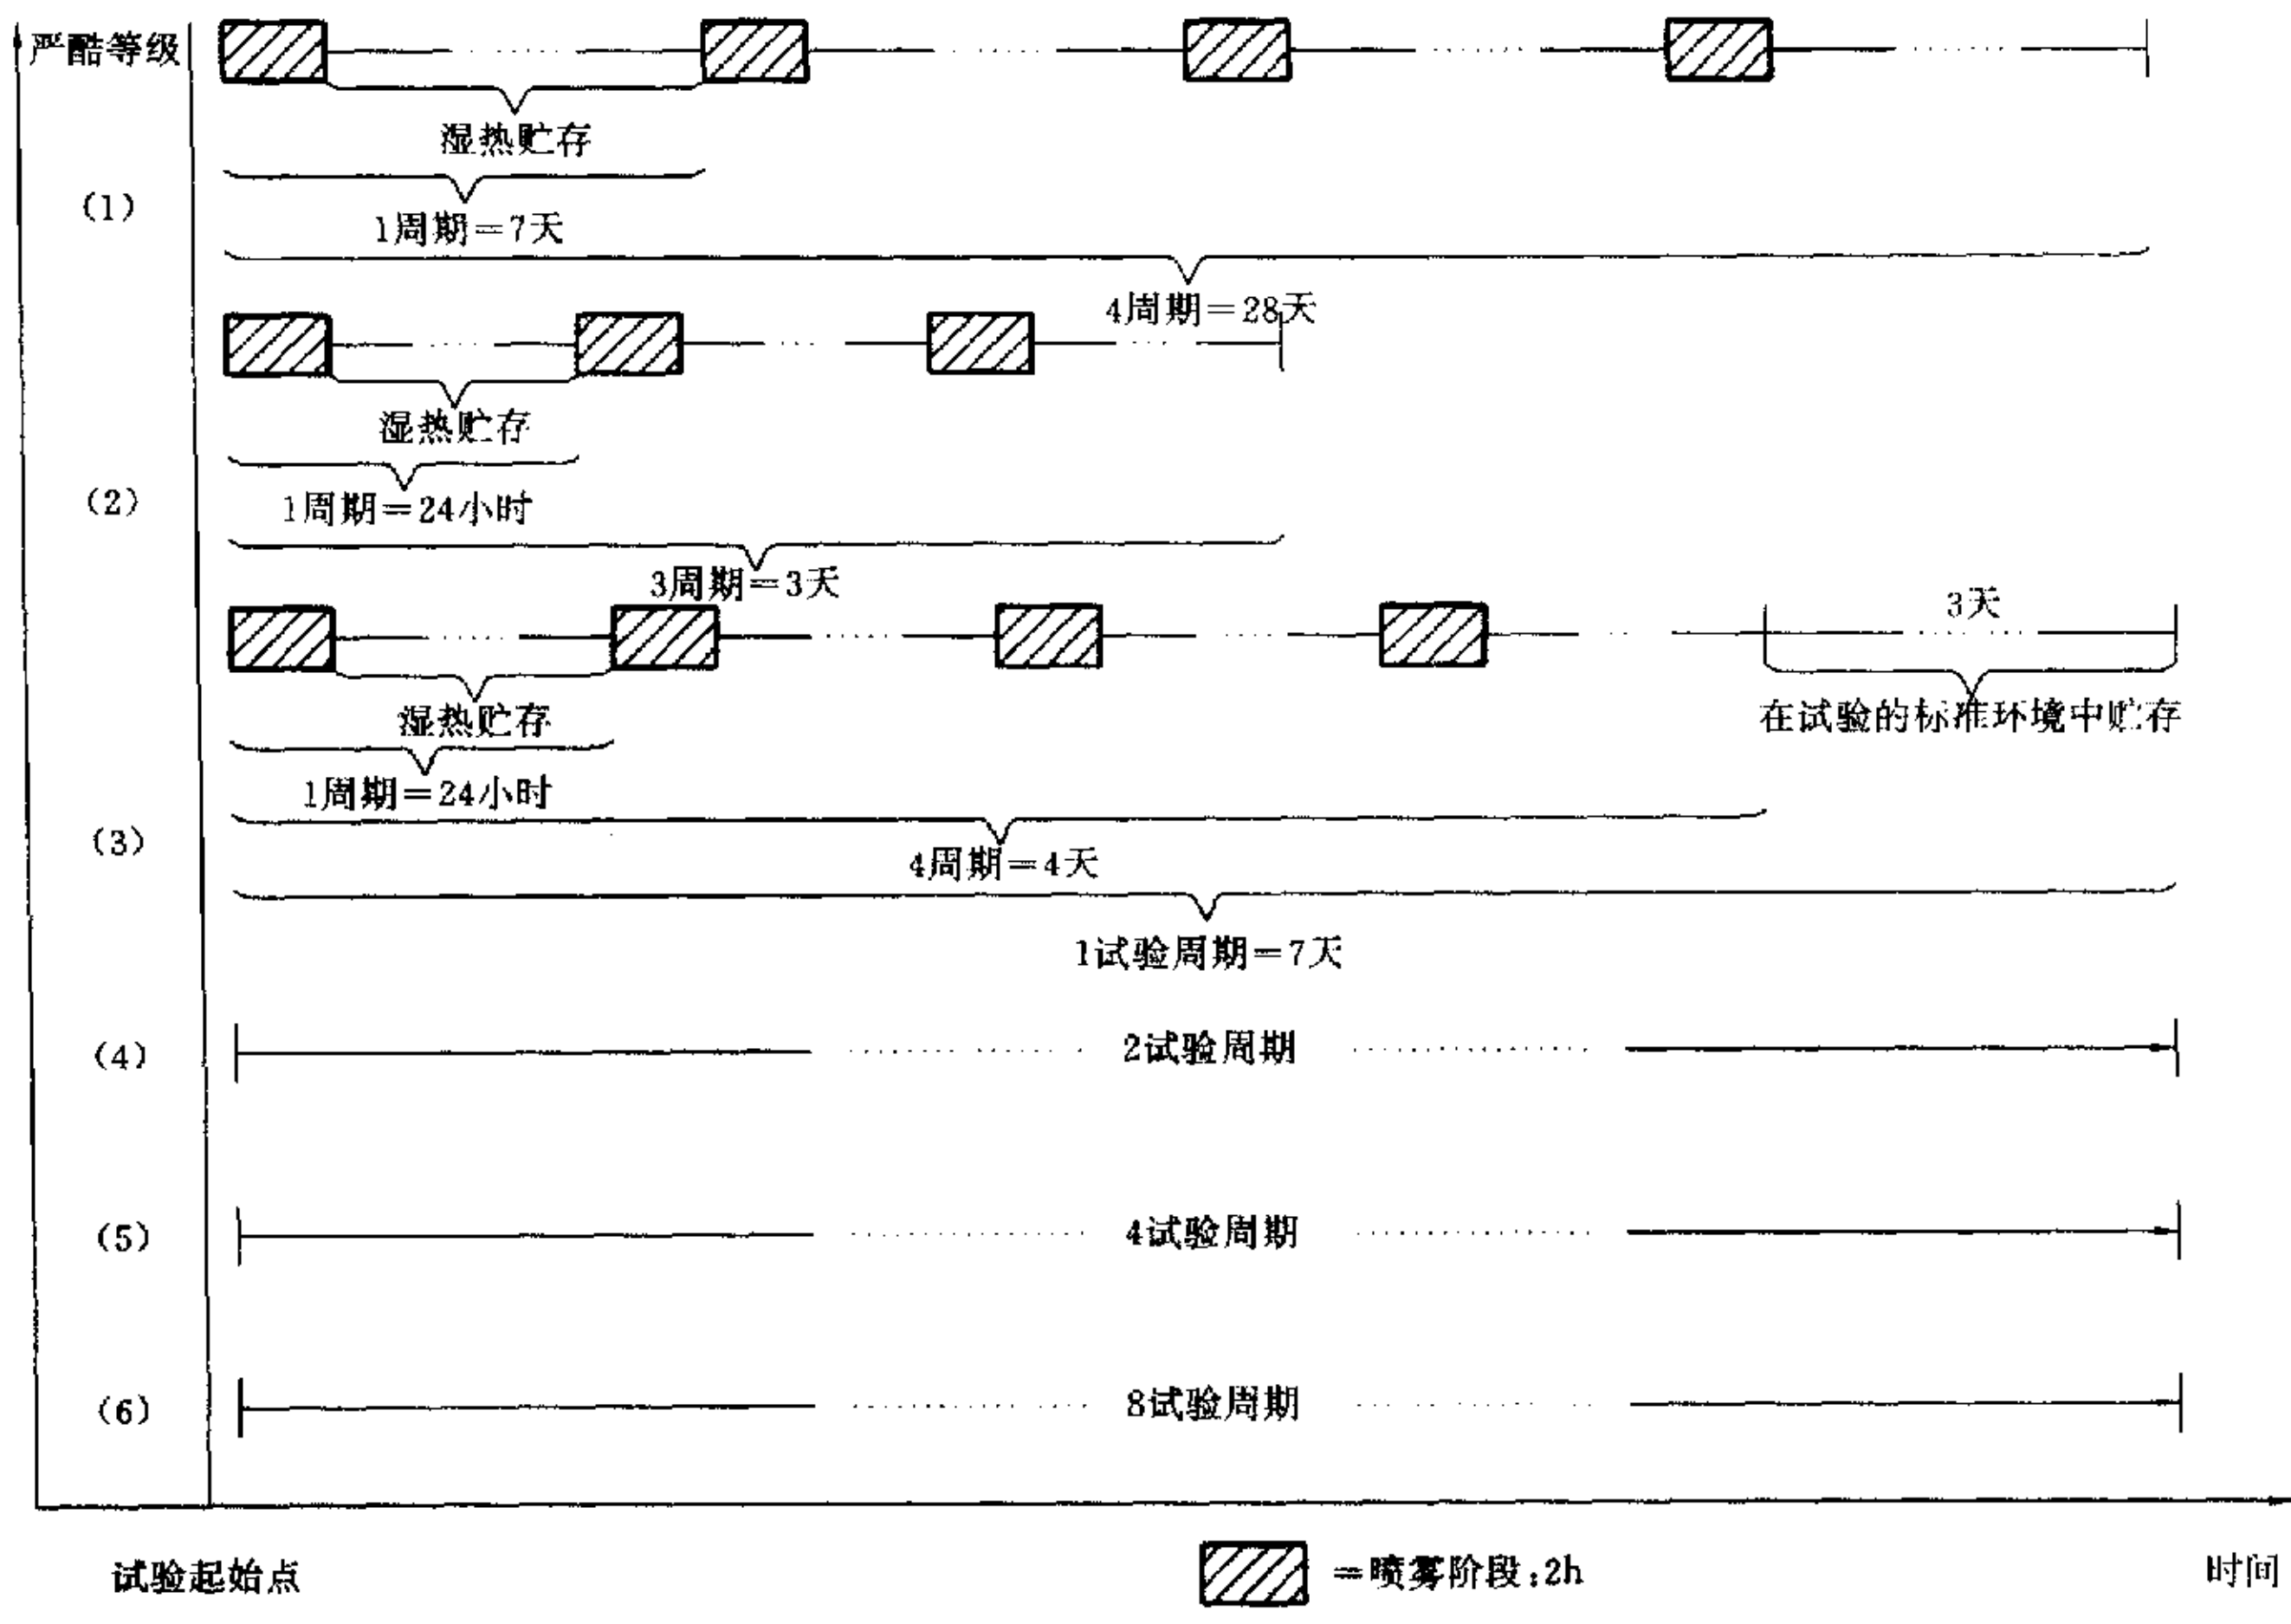 严酷等级
湿热贮存
(1)
1周期=7天
4周期=28天
湿热贮存
(2)
1周期=24小时
3周期=3天
3天
湿热贮存
在试验的标准环境中贮存
1周期=24小时
(3)
4周期=4天
1试验周期=7天
(4)
2试验周期
(5)
4试验周期
(6)
8试验周期
试验起始点
=喷雾阶段:2h
时间